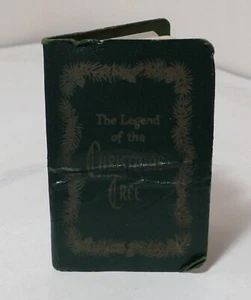 The Legend
of the
CHRISTMAS
TREE